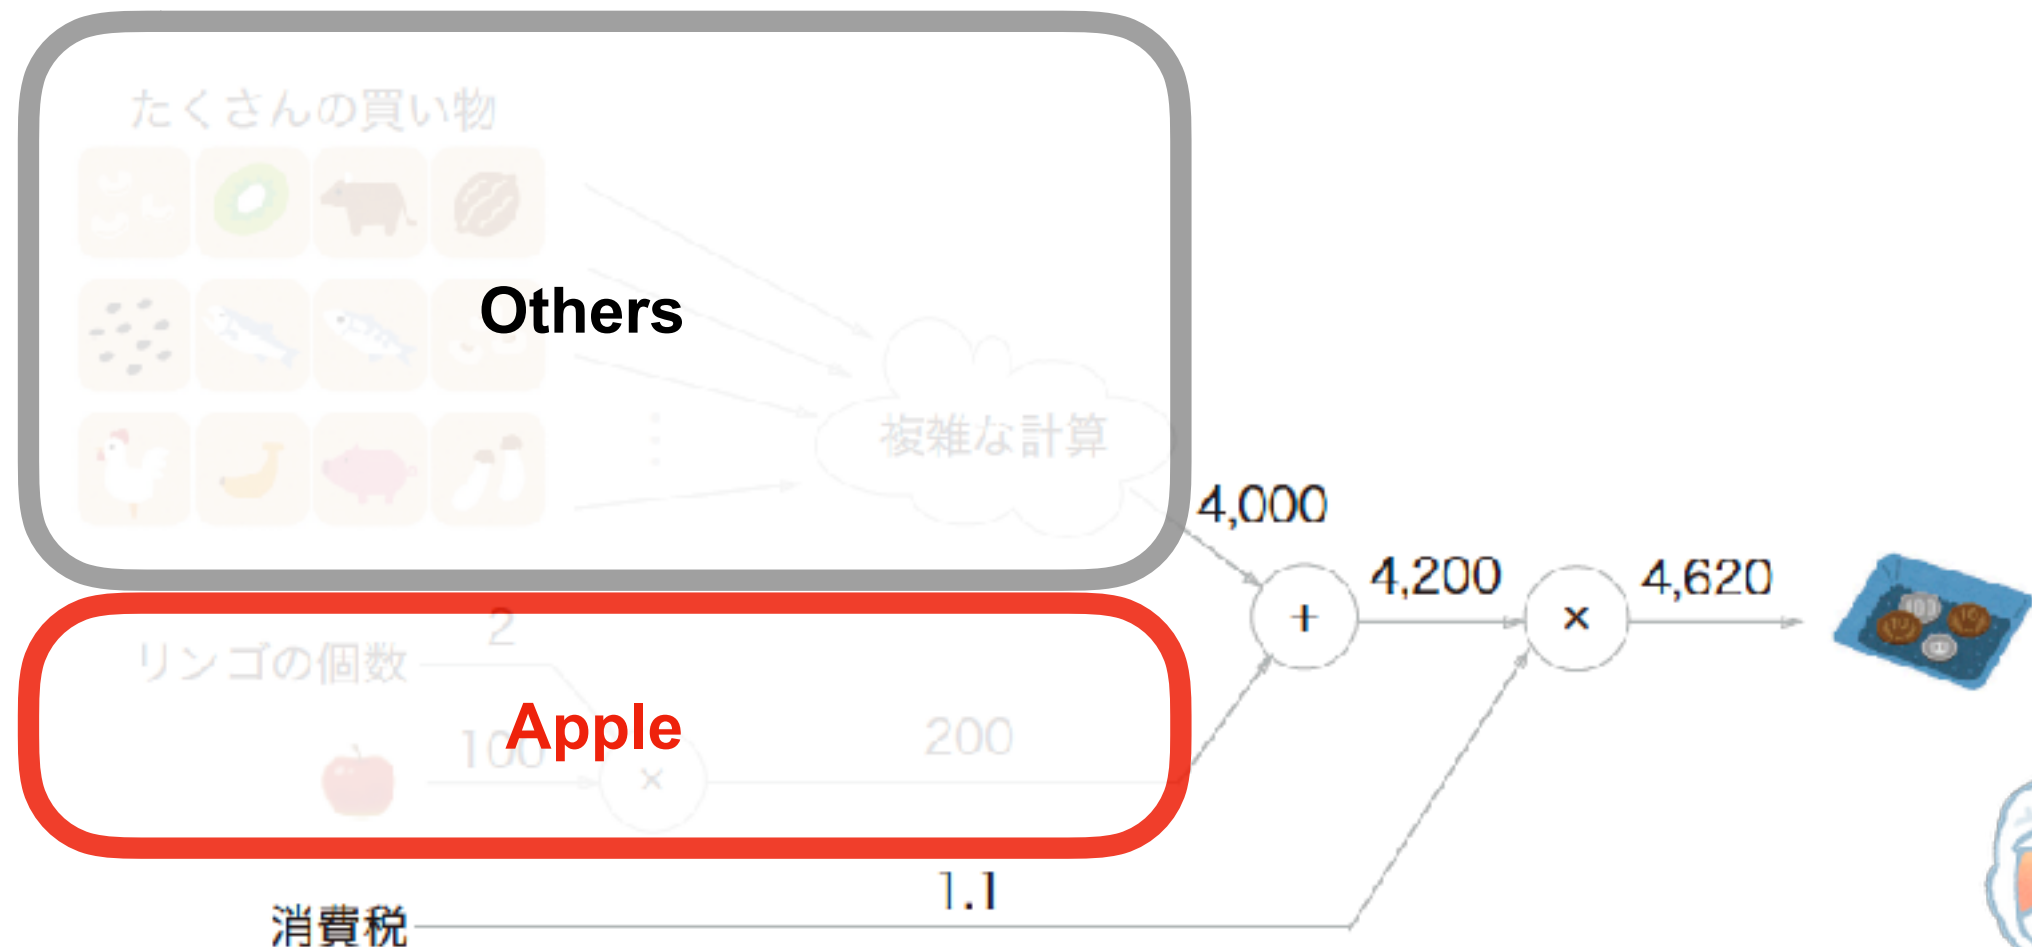 たくさんの買い物
Others
複雑な計算
4,000
4,200
4,620
+
×
リンゴの個数
2
Apple
100
×
200
消費税
1.1